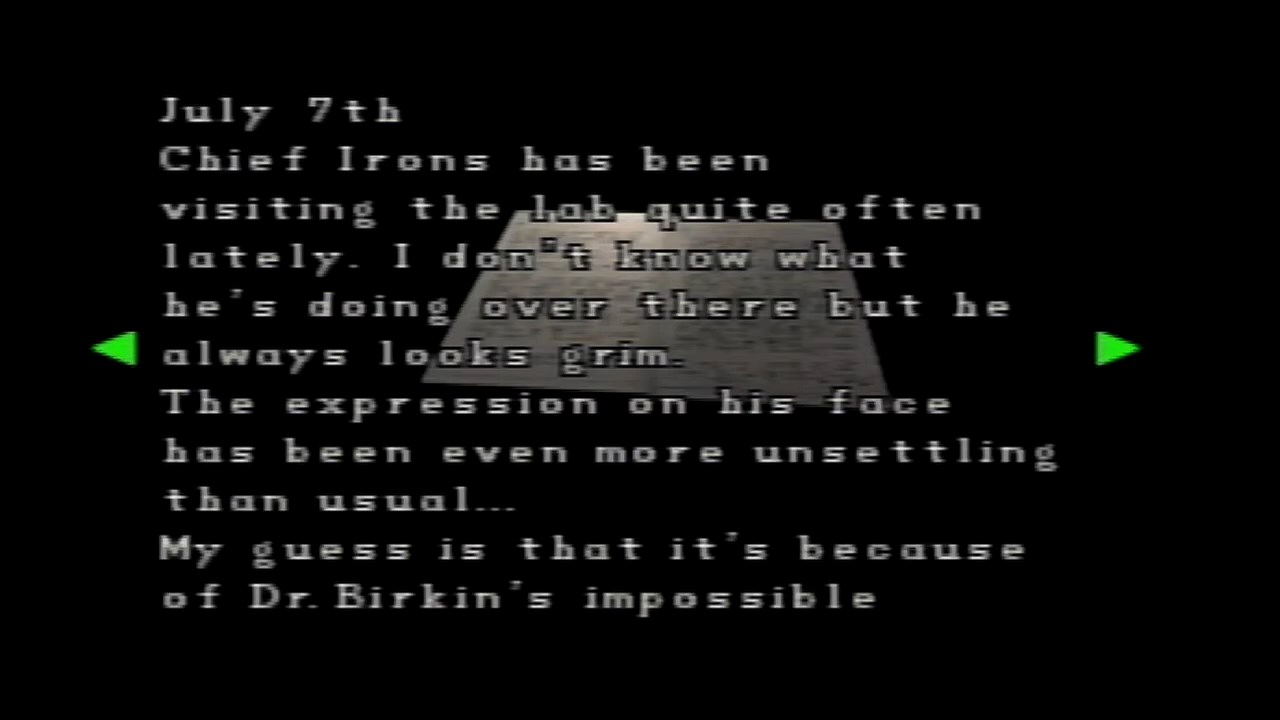 July 7th
Chief Irons has been
visiting the lab quite often
lately. I don"t know what
he's doing over there but he
always looks grim.
The expression on his face
has been even more unsettling
than usual...
My guess is that it's because
of Dr. Birkin's impossible